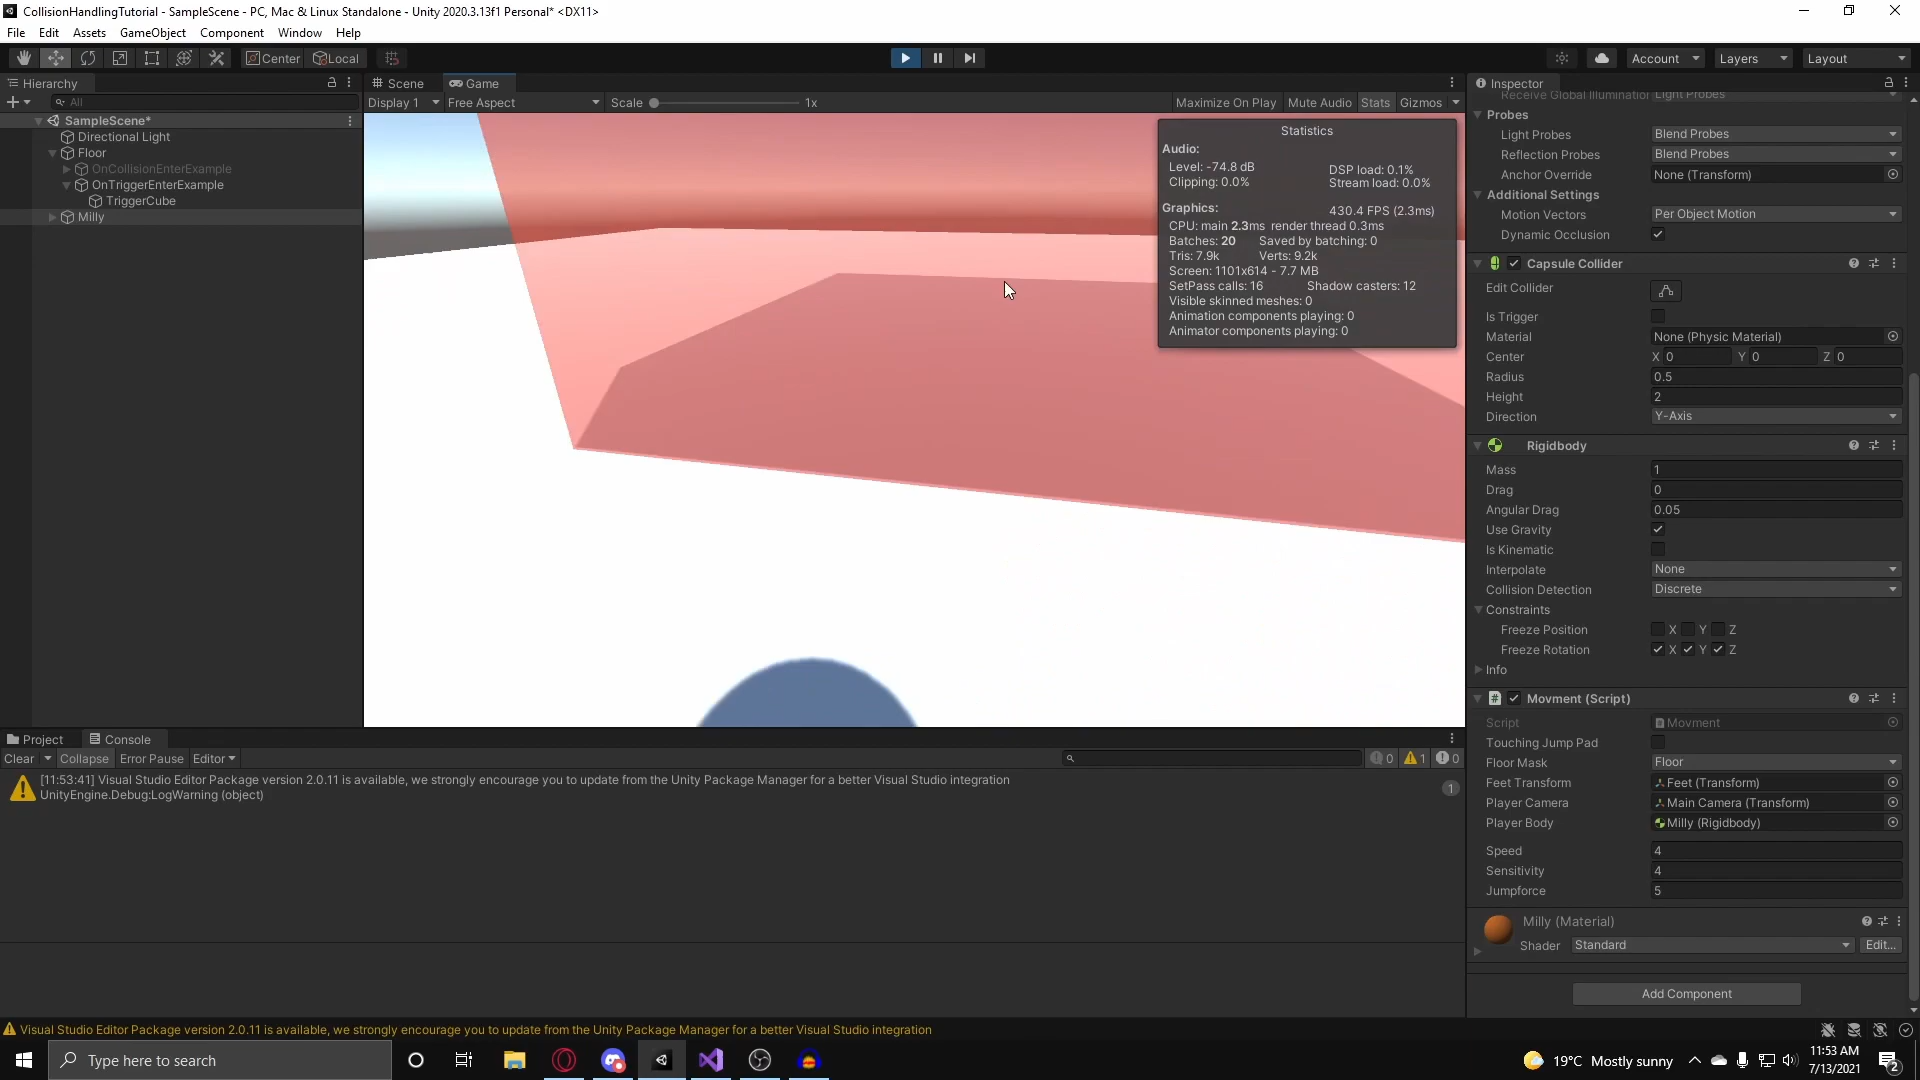 CollisionHandlingTutorial - SampleScene - PC, Mac & Linux Standalone - Unity 2020.3.13f1 Personal* <DX11>
File Edit Assets GameObject Component Window Help
Center Local Account Layers Layout
Hierarchy
All
SampleScene*
Directional Light
Floor
OnCollisionEnterExample
OnTriggerEnterExample
TriggerCube
Milly
Scene Game
Display 1 Free Aspect Scale 1x Maximize On Play Mute Audio Stats Gizmos
Statistics
Audio:
Level: -74.8 dB DSP load: 0.1%
Clipping: 0.0% Stream load: 0.0%
Graphics: 430.4 FPS (2.3ms)
CPU: main 2.3ms render thread 0.3ms
Batches: 20 Saved by batching: 0
Tris: 7.9k Verts: 9.2k
Screen: 1101x614 - 7.7 MB
SetPass calls: 16 Shadow casters: 12
Visible skinned meshes: 0
Animation components playing: 0
Animator components playing: 0
Inspector
Receive Global Illumination Light Probes
Probes
Light Probes Blend Probes
Reflection Probes Blend Probes
Anchor Override None (Transform)
Additional Settings
Motion Vectors Per Object Motion
Dynamic Occlusion
Capsule Collider
Edit Collider
Is Trigger
Material None (Physic Material)
Center X 0 Y 0 Z 0
Radius 0.5
Height 2
Direction Y-Axis
Rigidbody
Mass 1
Drag 0
Angular Drag 0.05
Use Gravity
Is Kinematic
Interpolate None
Collision Detection Discrete
Constraints
Freeze Position X Y Z
Freeze Rotation X Y Z
Info
Movment (Script)
Script Movment
Touching Jump Pad
Floor Mask Floor
Feet Transform Feet (Transform)
Player Camera Main Camera (Transform)
Player Body Milly (Rigidbody)
Speed 4
Sensitivity 4
Jumpforce 5
Milly (Material)
Shader Standard Edit...
Add Component
Project Console
Clear Collapse Error Pause Editor 0 1 0
[11:53:41] Visual Studio Editor Package version 2.0.11 is available, we strongly encourage you to update from the Unity Package Manager for a better Visual Studio integration
UnityEngine.Debug:LogWarning (object)
1
Visual Studio Editor Package version 2.0.11 is available, we strongly encourage you to update from the Unity Package Manager for a better Visual Studio integration
Type here to search
19°C Mostly sunny
11:53 AM
7/13/2021
2